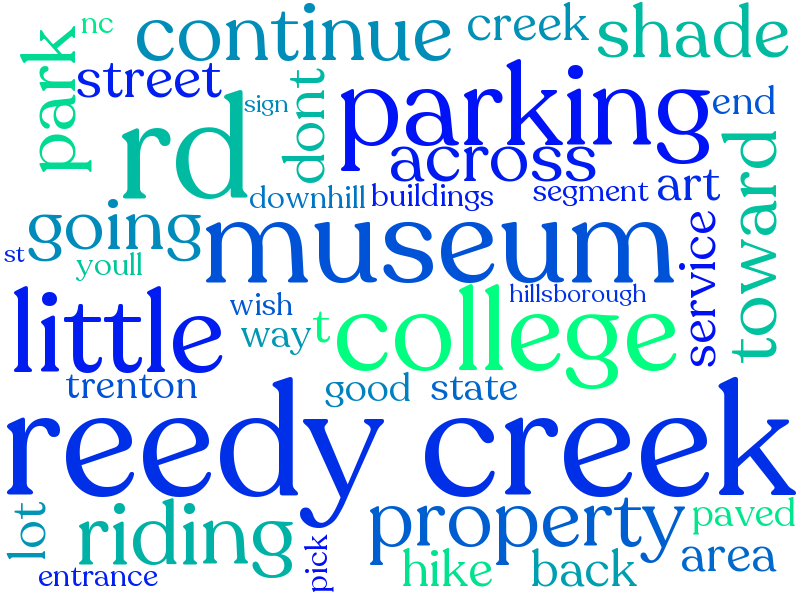 nc
continue
creek
shade
park
street
dont
sign
parking
end
rd
across
toward
downhill
buildings
segment
art
going
museum
service
st
youll
little
wish
hillsborough
way
t
college
trenton
good
state
reedy creek
lot
riding
pick
property
paved
entrance
hike
back
area